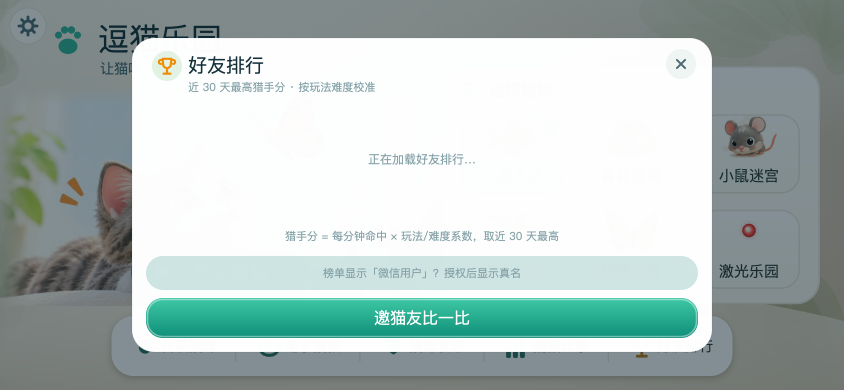 逗猫乐园
让猫
好友排行
近 30 天最高猎手分 · 按玩法难度校准
正在加载好友排行...
小鼠迷宫
猎手分 = 每分钟命中 × 玩法/难度系数，取近 30 天最高
激光乐园
榜单显示「微信用户」？授权后显示真名
邀猫友比一比
行